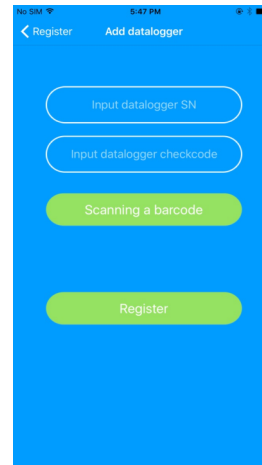 No SIM 5:47 PM
Register Add datalogger
Input datalogger SN
Input datalogger checkcode
Scanning a barcode
Register